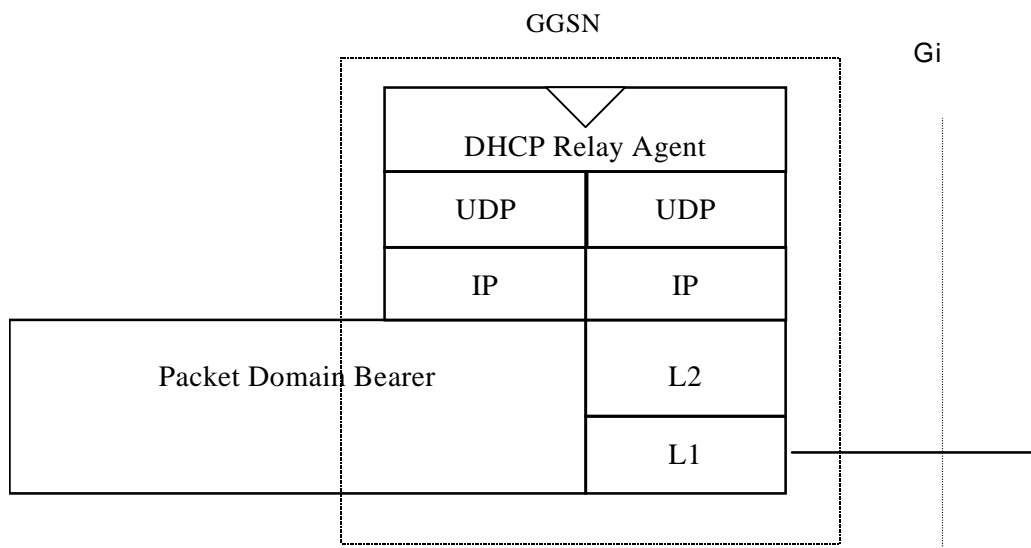 GGSN
Gi
DHCP Relay Agent
UDP
UDP
IP
IP
Packet Domain Bearer
L2
L1